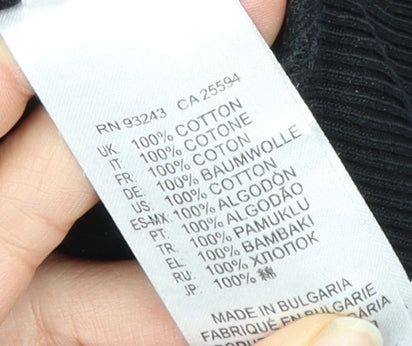 RN 93243 CA 25594
UK: 100% COTTON
IT: 100% COTONE
FR: 100% COTON
DE: 100% BAUMWOLLE
US: 100% COTTON
ES-MX: 100% ALGODÓN
PT: 100% ALGODÃO
TR: 100% PAMUKLU
EL: 100% BAMBAKI
RU: 100% ХЛОПОК
JP: 100% 綿
MADE IN BULGARIA
FABRIQUÉ EN BULGARIE